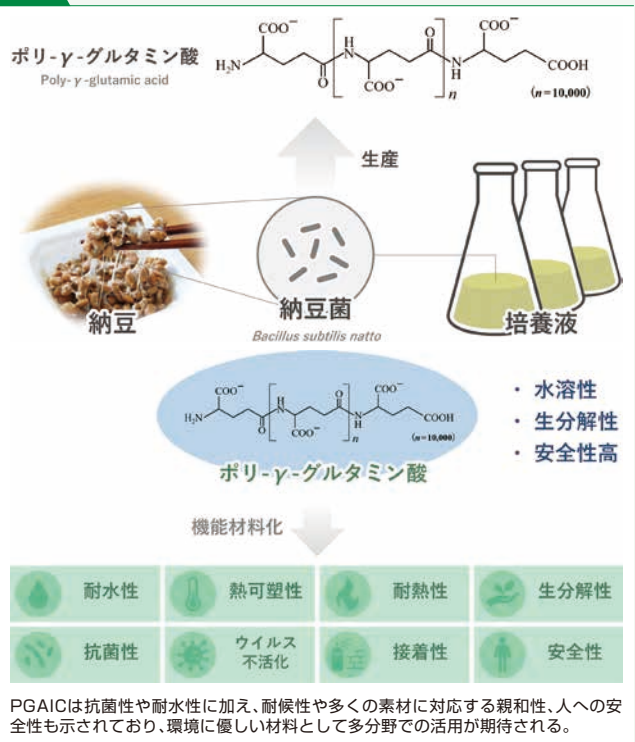 ポリ-γ-グルタミン酸
Poly-γ-glutamic acid
COO⁻
H₂N
O
H
N
COO⁻
O
n
N
H
COO⁻
COOH
(n=10,000)
生産
納豆
納豆菌
Bacillus subtilis natto
培養液
COO⁻
H₂N
O
H
N
COO⁻
O
n
N
H
COO⁻
COOH
(n=10,000)
ポリ-γ-グルタミン酸
・ 水溶性
・ 生分解性
・ 安全性高
機能材料化
耐水性
熱可塑性
耐熱性
生分解性
抗菌性
ウイルス
不活化
接着性
安全性
PGAICは抗菌性や耐水性に加え、耐候性や多くの素材に対応する親和性、人への安
全性も示されており、環境に優しい材料として多分野での活用が期待される。